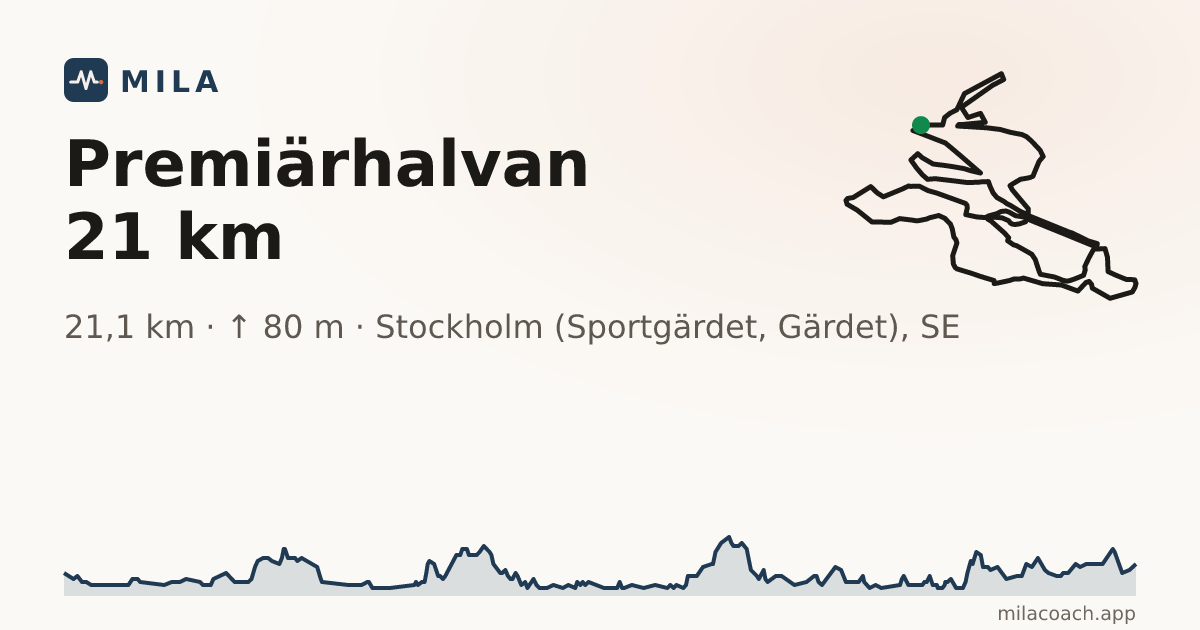 MILA
Premiärhalvan
21 km
21,1 km · ↑ 80 m · Stockholm (Sportgärdet, Gärdet), SE
milacoach.app